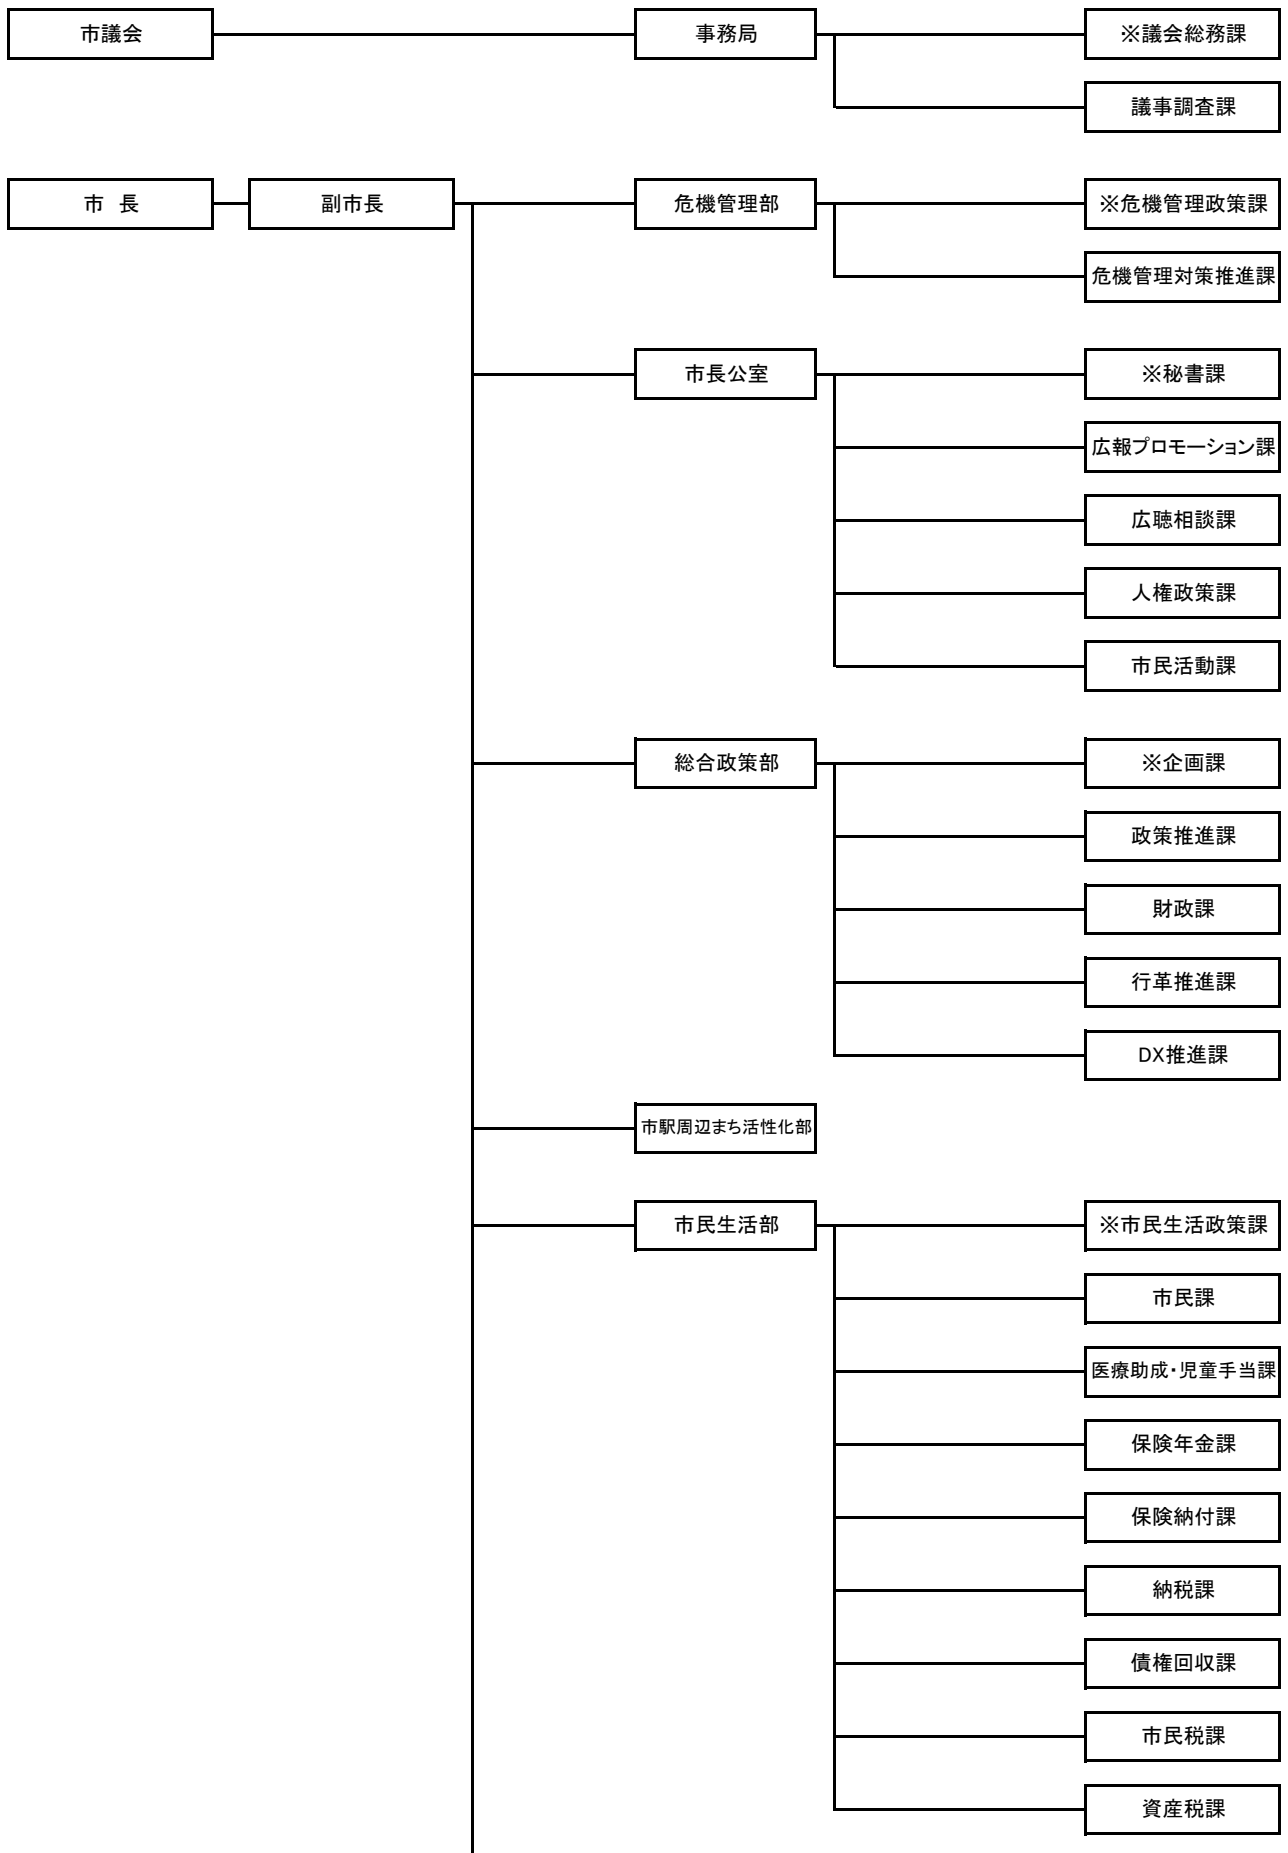 市議会
事務局
※議会総務課
議事調査課
市　長
副市長
危機管理部
※危機管理政策課
危機管理対策推進課
市長公室
※秘書課
広報プロモーション課
広聴相談課
人権政策課
市民活動課
総合政策部
※企画課
政策推進課
財政課
行革推進課
DX推進課
市駅周辺まち活性化部
市民生活部
※市民生活政策課
市民課
医療助成・児童手当課
保険年金課
保険納付課
納税課
債権回収課
市民税課
資産税課